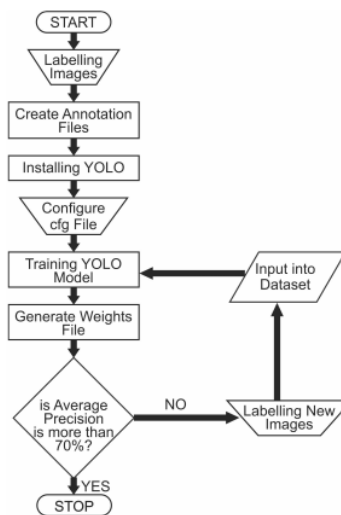 START
Labelling
Images
Create Annotation
Files
Installing YOLO
Configure
cfg File
Training YOLO
Model
Input into
Dataset
Generate Weights
File
is Average
Precision
is more than
70%?
NO
Labelling New
Images
YES
STOP